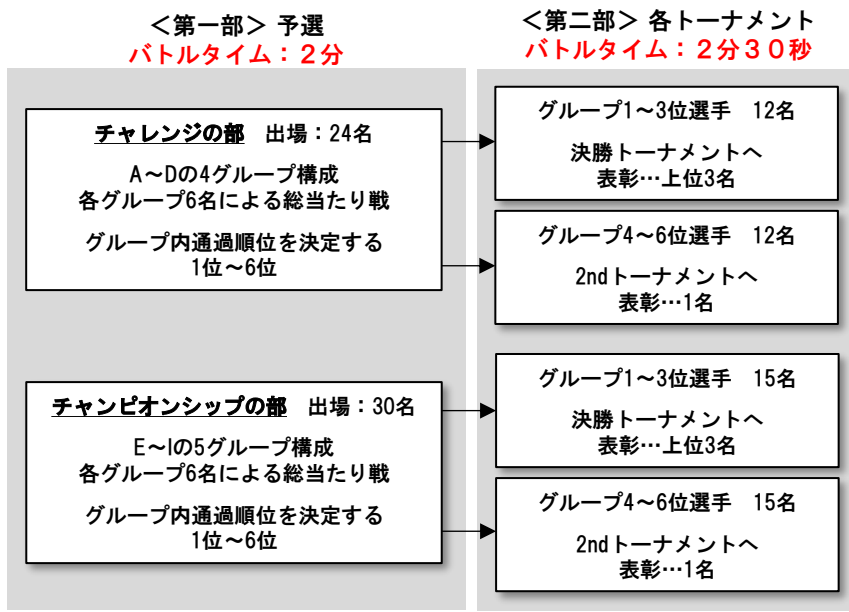 ＜第一部＞ 予選
バトルタイム：２分
チャレンジの部　出場：24名
A～Dの4グループ構成
各グループ6名による総当たり戦
グループ内通過順位を決定する
1位～6位
チャンピオンシップの部　出場：30名
E～Iの5グループ構成
各グループ6名による総当たり戦
グループ内通過順位を決定する
1位～6位
＜第二部＞ 各トーナメント
バトルタイム：２分３０秒
グループ1～3位選手　12名
決勝トーナメントへ
表彰…上位3名
グループ4～6位選手　12名
2ndトーナメントへ
表彰…1名
グループ1～3位選手　15名
決勝トーナメントへ
表彰…上位3名
グループ4～6位選手　15名
2ndトーナメントへ
表彰…1名